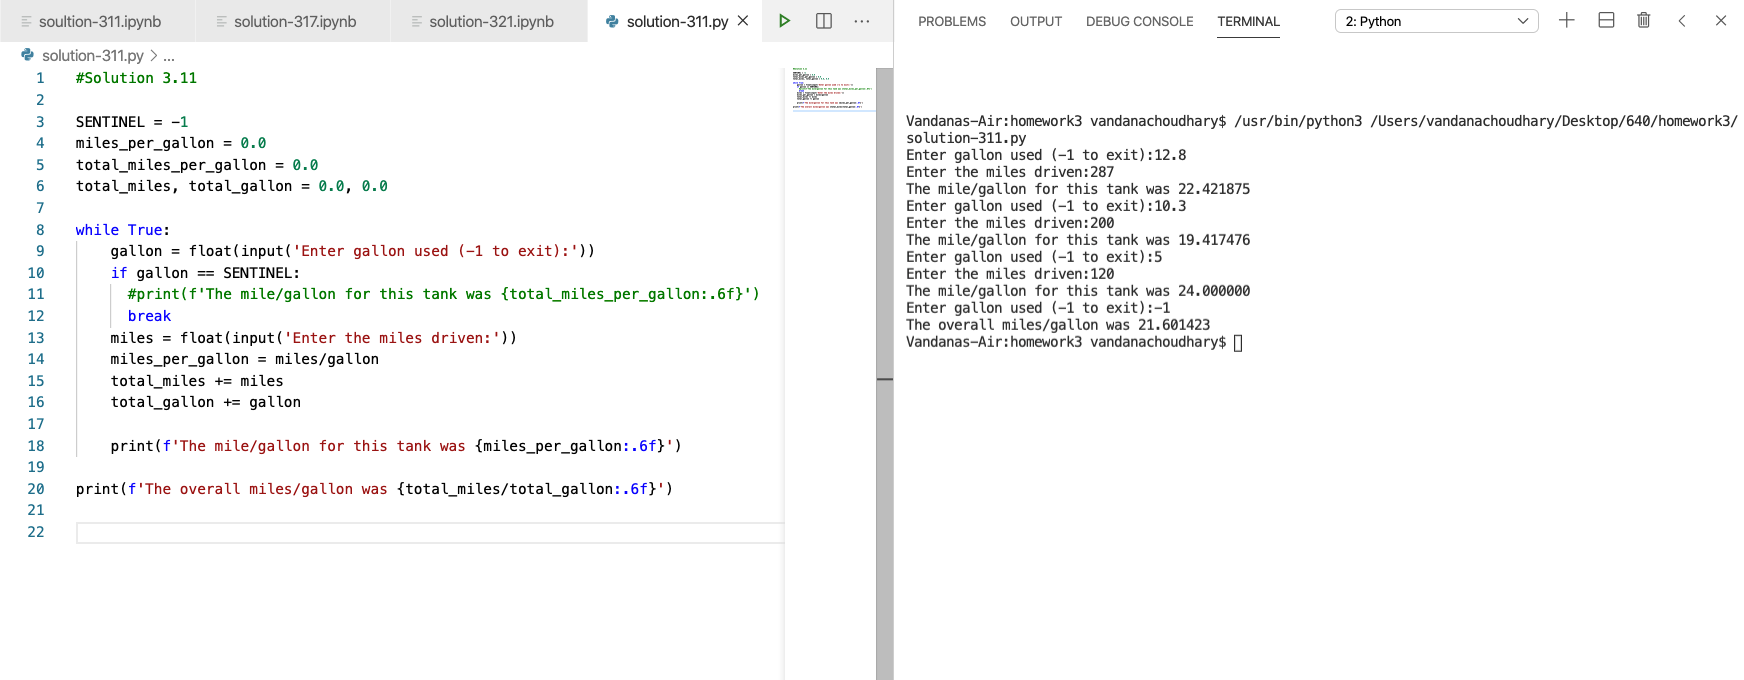 soultion-311.ipynb
solution-317.ipynb
solution-321.ipynb
solution-311.py
solution-311.py > ...
1 #Solution 3.11
2
3 SENTINEL = -1
4 miles_per_gallon = 0.0
5 total_miles_per_gallon = 0.0
6 total_miles, total_gallon = 0.0, 0.0
7
8 while True:
9 gallon = float(input('Enter gallon used (-1 to exit):'))
10 if gallon == SENTINEL:
11 #print(f'The mile/gallon for this tank was {total_miles_per_gallon:.6f}')
12 break
13 miles = float(input('Enter the miles driven:'))
14 miles_per_gallon = miles/gallon
15 total_miles += miles
16 total_gallon += gallon
17
18 print(f'The mile/gallon for this tank was {miles_per_gallon:.6f}')
19
20 print(f'The overall miles/gallon was {total_miles/total_gallon:.6f}')
21
22
PROBLEMS OUTPUT DEBUG CONSOLE TERMINAL
2: Python
Vandanas-Air:homework3 vandanachoudhary$ /usr/bin/python3 /Users/vandanachoudhary/Desktop/640/homework3/
solution-311.py
Enter gallon used (-1 to exit):12.8
Enter the miles driven:287
The mile/gallon for this tank was 22.421875
Enter gallon used (-1 to exit):10.3
Enter the miles driven:200
The mile/gallon for this tank was 19.417476
Enter gallon used (-1 to exit):5
Enter the miles driven:120
The mile/gallon for this tank was 24.000000
Enter gallon used (-1 to exit):-1
The overall miles/gallon was 21.601423
Vandanas-Air:homework3 vandanachoudhary$